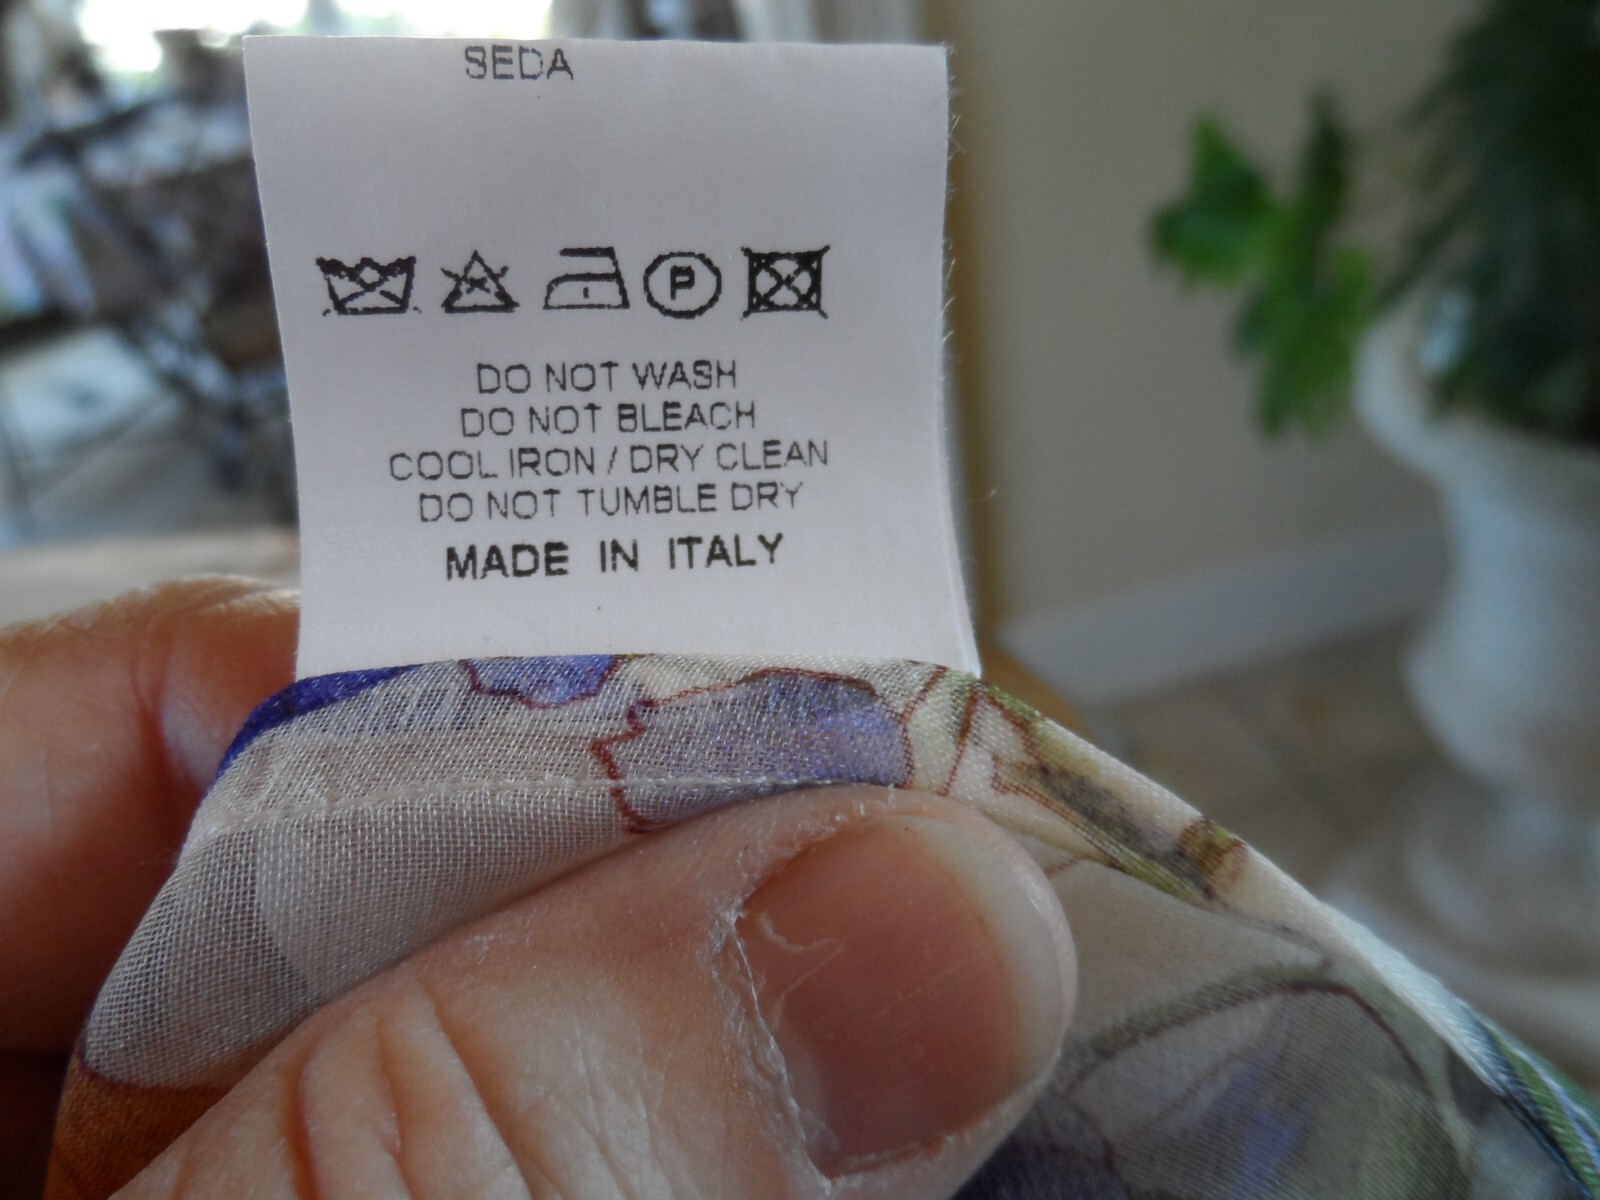 SEDA
P
DO NOT WASH
DO NOT BLEACH
COOL IRON / DRY CLEAN
DO NOT TUMBLE DRY
MADE IN ITALY